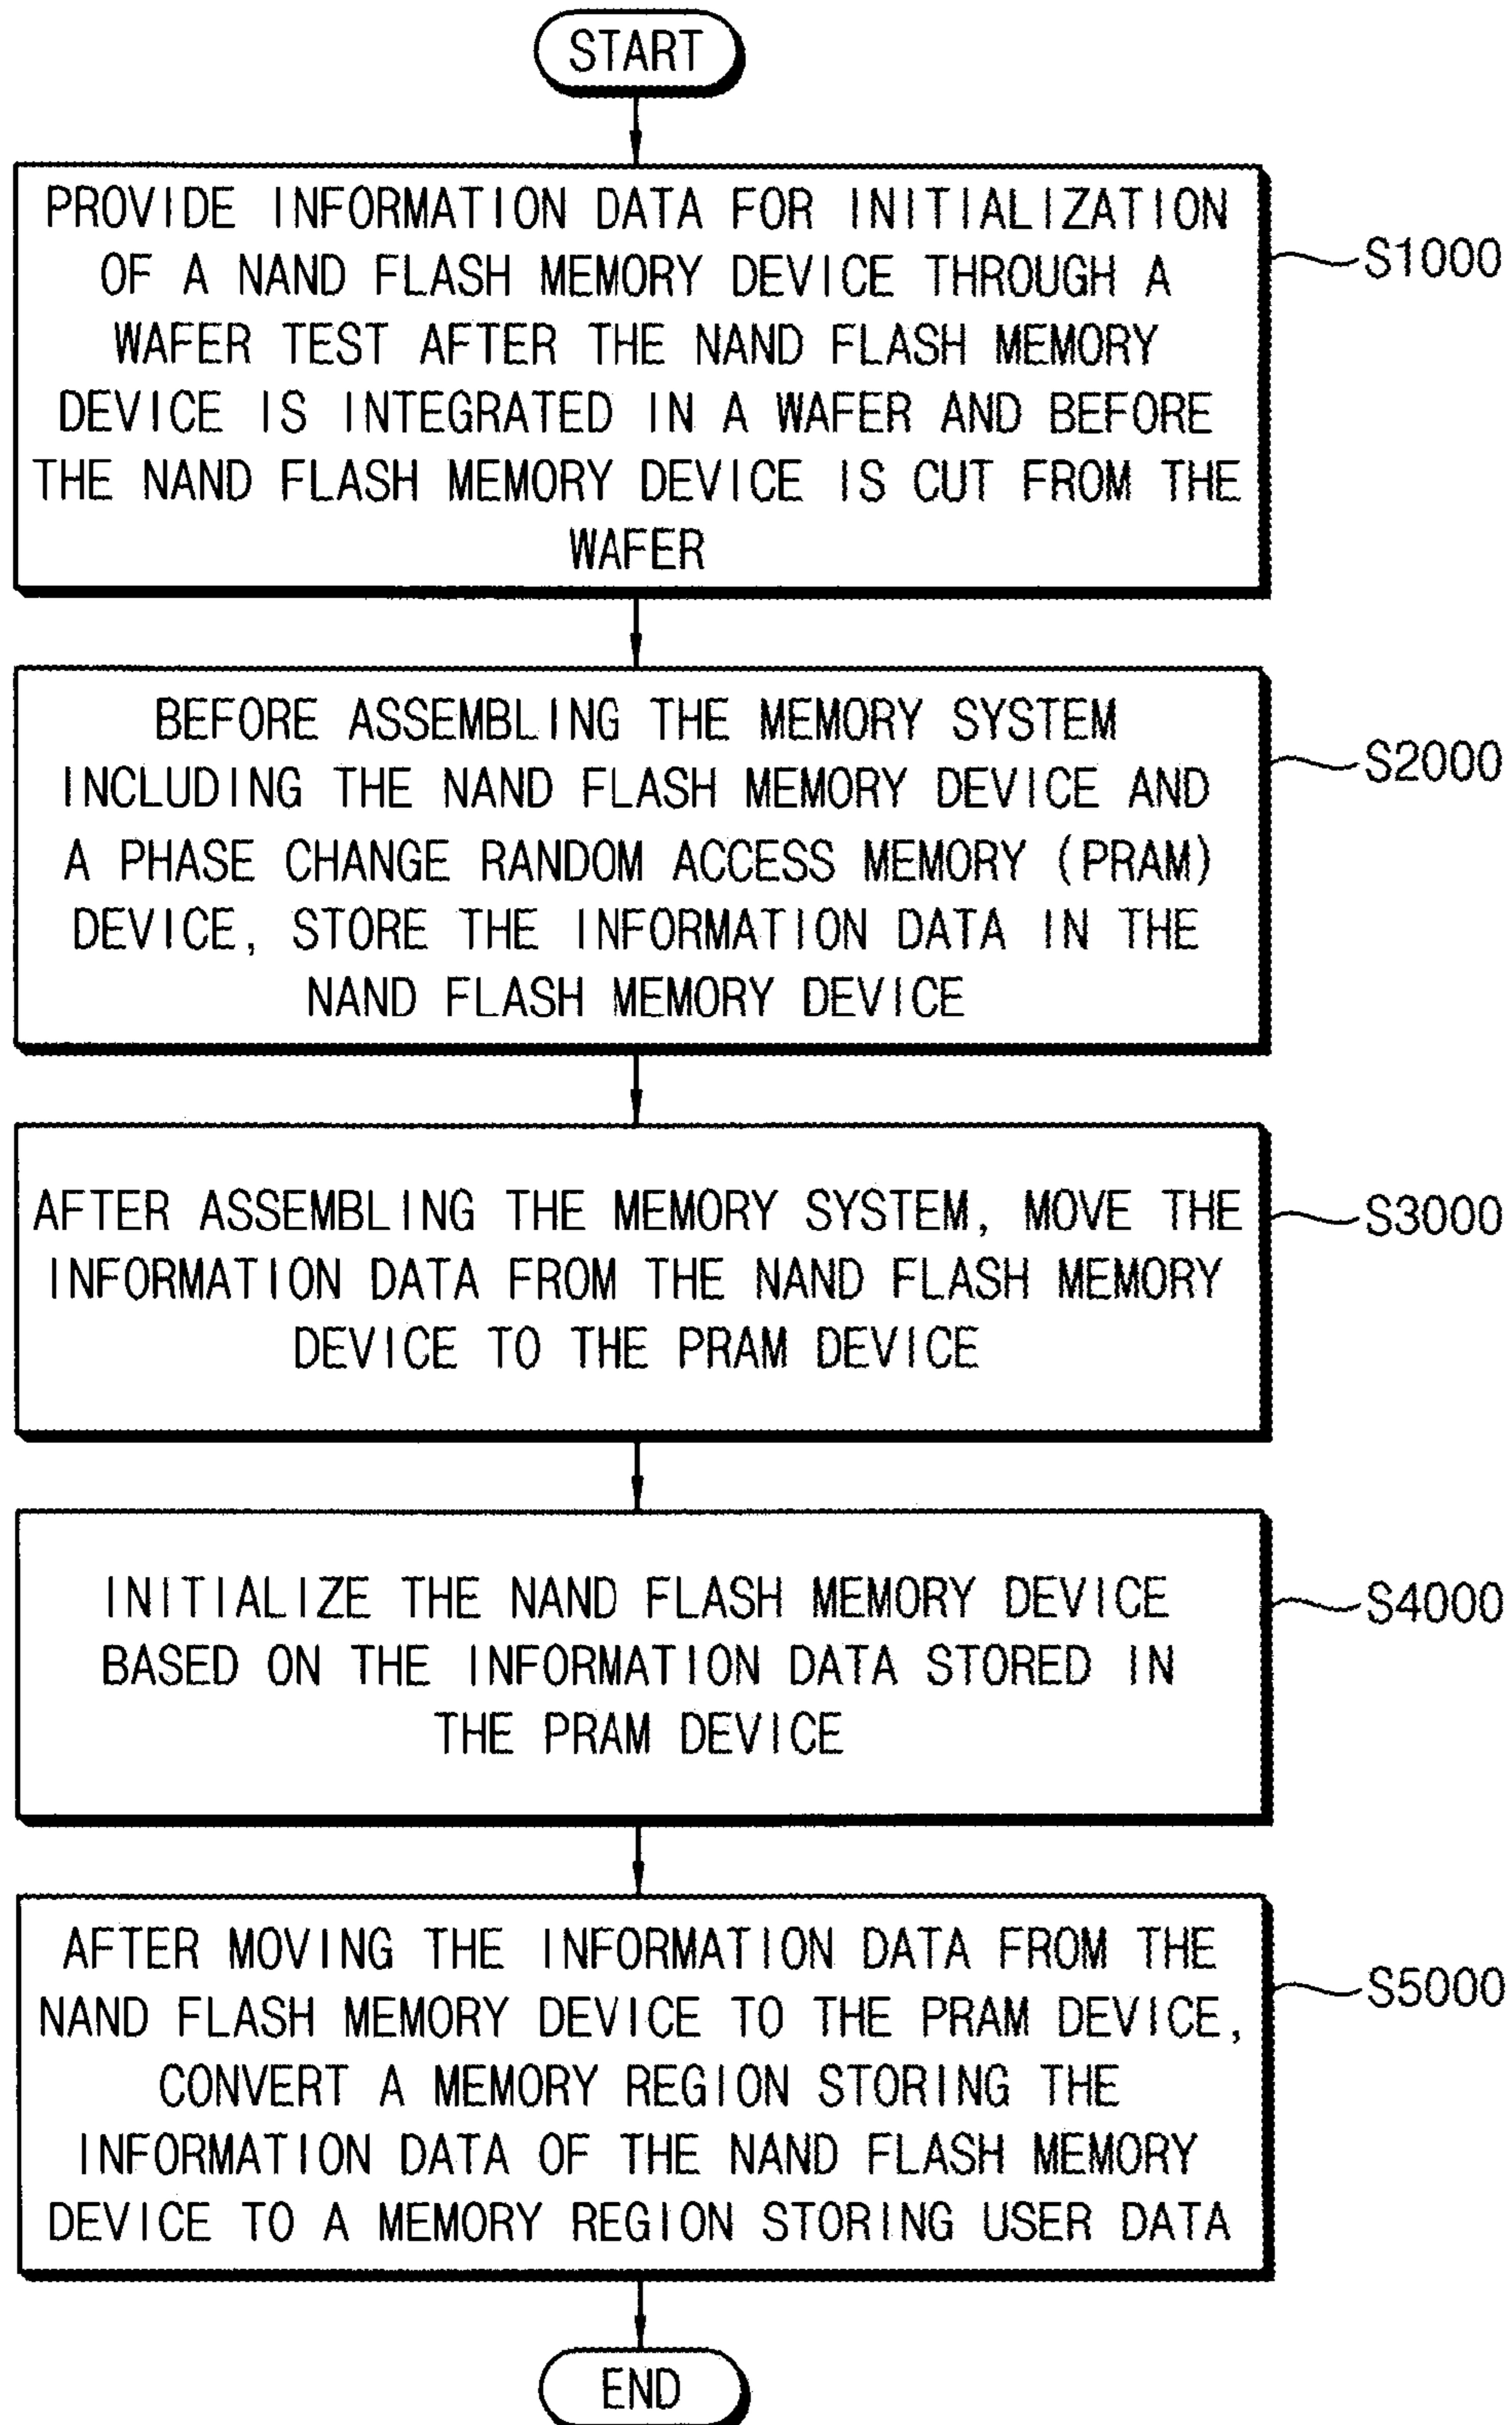 START
PROVIDE INFORMATION DATA FOR INITIALIZATION
OF A NAND FLASH MEMORY DEVICE THROUGH A
WAFER TEST AFTER THE NAND FLASH MEMORY
DEVICE IS INTEGRATED IN A WAFER AND BEFORE
THE NAND FLASH MEMORY DEVICE IS CUT FROM THE
WAFER
S1000
BEFORE ASSEMBLING THE MEMORY SYSTEM
INCLUDING THE NAND FLASH MEMORY DEVICE AND
A PHASE CHANGE RANDOM ACCESS MEMORY (PRAM)
DEVICE, STORE THE INFORMATION DATA IN THE
NAND FLASH MEMORY DEVICE
S2000
AFTER ASSEMBLING THE MEMORY SYSTEM, MOVE THE
INFORMATION DATA FROM THE NAND FLASH MEMORY
DEVICE TO THE PRAM DEVICE
S3000
INITIALIZE THE NAND FLASH MEMORY DEVICE
BASED ON THE INFORMATION DATA STORED IN
THE PRAM DEVICE
S4000
AFTER MOVING THE INFORMATION DATA FROM THE
NAND FLASH MEMORY DEVICE TO THE PRAM DEVICE,
CONVERT A MEMORY REGION STORING THE
INFORMATION DATA OF THE NAND FLASH MEMORY
DEVICE TO A MEMORY REGION STORING USER DATA
S5000
END